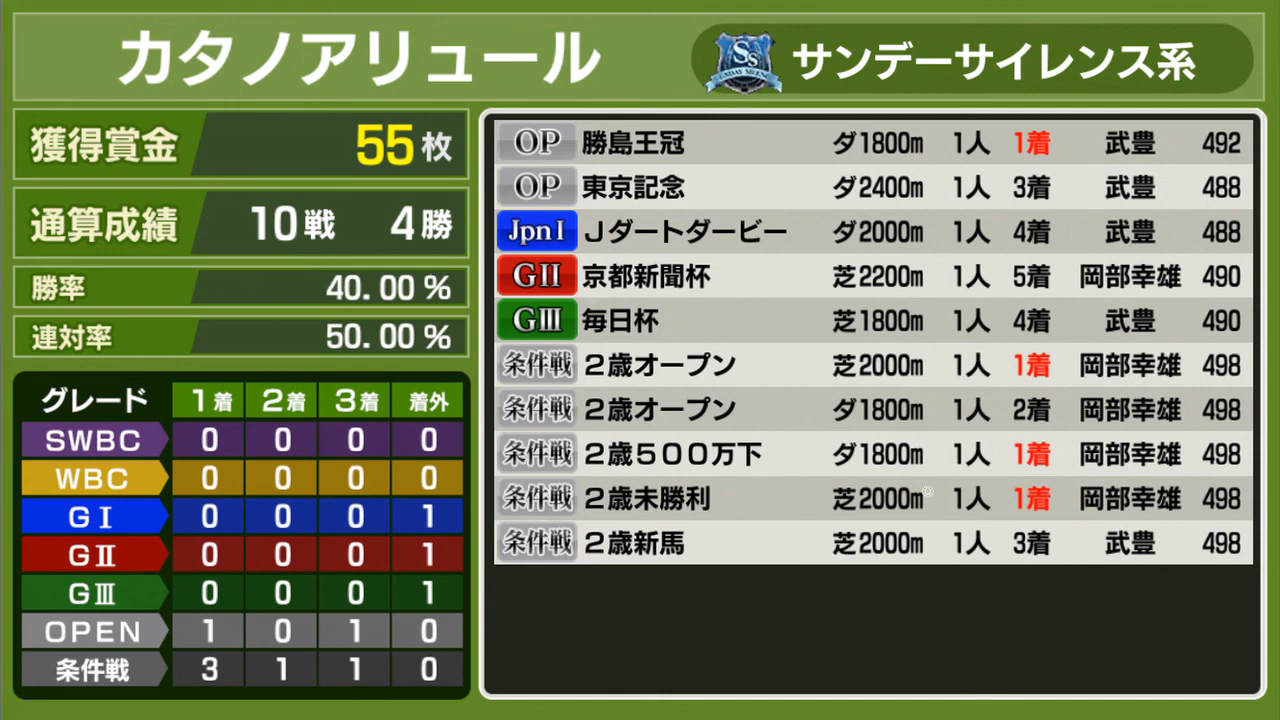 カタノアリュール
サンデーサイレンス系
獲得賞金 55枚
通算成績 10戦 4勝
勝率 40.00%
連対率 50.00%
グレード 1着 2着 3着 着外
SWBC 0 0 0 0
WBC 0 0 0 0
GⅠ 0 0 0 1
GⅡ 0 0 0 1
GⅢ 0 0 0 1
OPEN 1 0 1 0
条件戦 3 1 1 0
OP 勝島王冠 ダ1800m 1人 1着 武豊 492
OP 東京記念 ダ2400m 1人 3着 武豊 488
JpnⅠ Jダートダービー ダ2000m 1人 4着 武豊 488
GⅡ 京都新聞杯 芝2200m 1人 5着 岡部幸雄 490
GⅢ 毎日杯 芝1800m 1人 4着 武豊 490
条件戦 2歳オープン 芝2000m 1人 1着 岡部幸雄 498
条件戦 2歳オープン ダ1800m 1人 2着 岡部幸雄 498
条件戦 2歳500万下 ダ1800m 1人 1着 岡部幸雄 498
条件戦 2歳未勝利 芝2000m 1人 1着 岡部幸雄 498
条件戦 2歳新馬 芝2000m 1人 3着 武豊 498